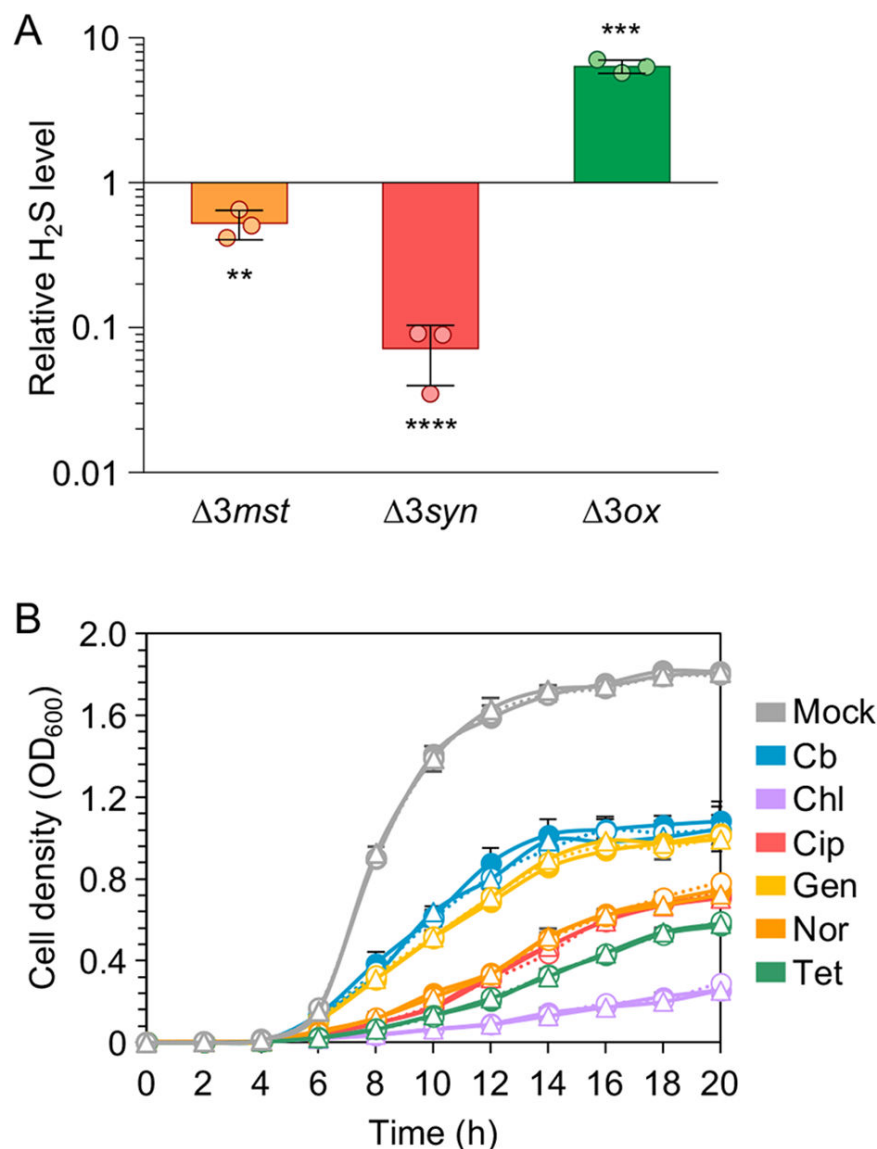 A
Relative H₂S level
10
1
0.1
0.01
***
**
****
Δ3mst
Δ3syn
Δ3ox
B
Cell density (OD₆₀₀)
2.0
1.6
1.2
0.8
0.4
0
0 2 4 6 8 10 12 14 16 18 20
Time (h)
Mock
Cb
Chl
Cip
Gen
Nor
Tet